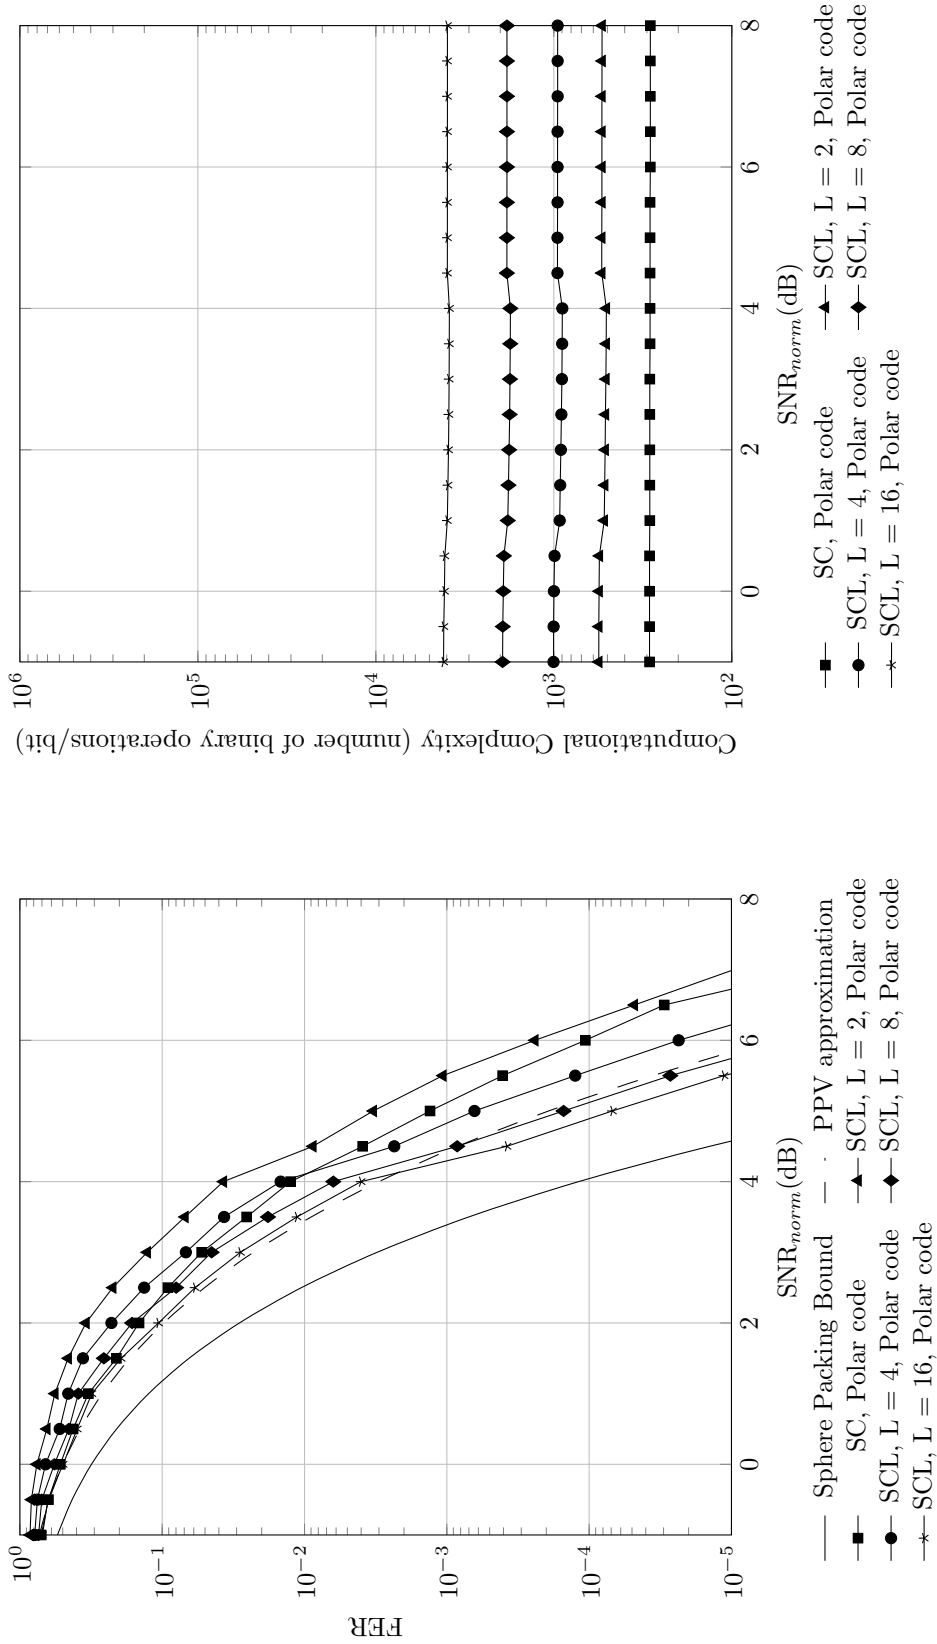 10^0
10^{-1}
10^{-2}
10^{-3}
10^{-4}
10^{-5}
FER
0
2
4
6
8
SNR_{norm}(dB)
Sphere Packing Bound
PPV approximation
SC, Polar code
SCL, L = 2, Polar code
SCL, L = 4, Polar code
SCL, L = 8, Polar code
SCL, L = 16, Polar code
10^6
10^5
10^4
10^3
10^2
Computational Complexity (number of binary operations/bit)
0
2
4
6
8
SNR_{norm}(dB)
SC, Polar code
SCL, L = 2, Polar code
SCL, L = 4, Polar code
SCL, L = 8, Polar code
SCL, L = 16, Polar code